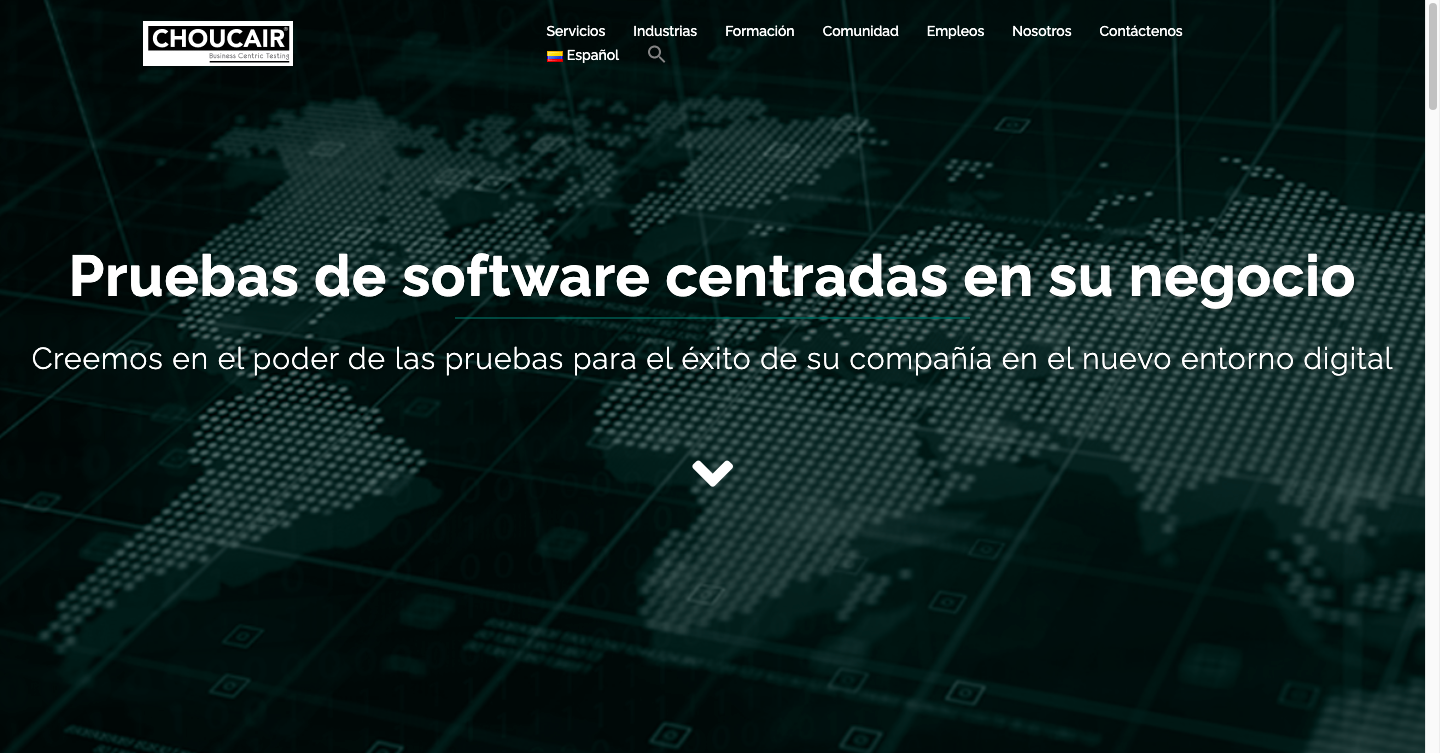 CHOUCAIR
Business Centric Testing
Servicios Industrias Formación Comunidad Empleos Nosotros Contáctenos
Español
Pruebas de software centradas en su negocio
Creemos en el poder de las pruebas para el éxito de su compañía en el nuevo entorno digital